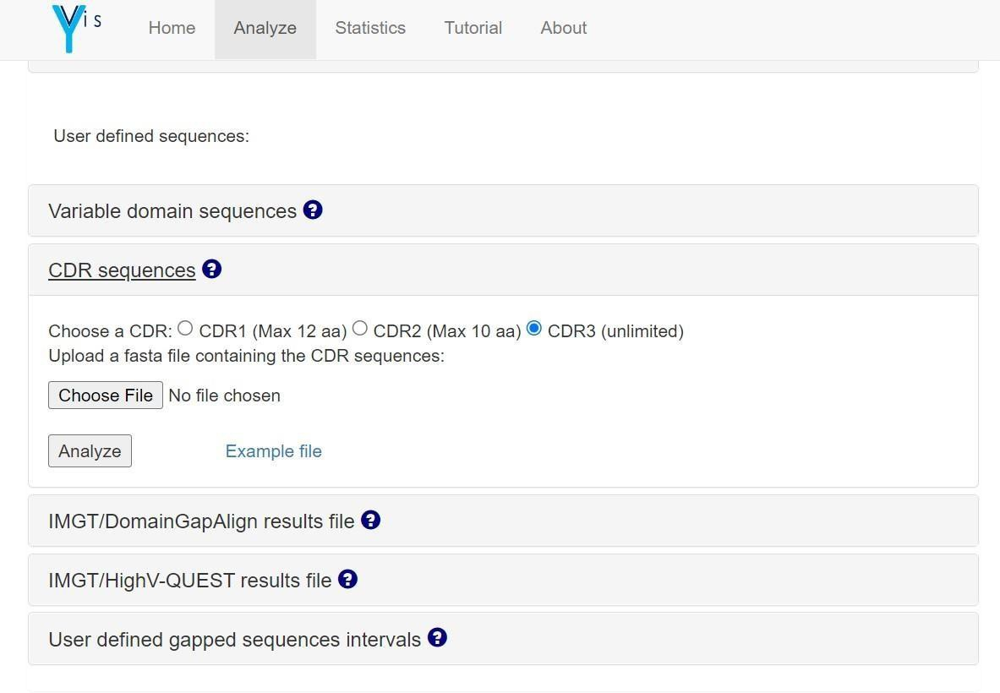 Yis
Home Analyze Statistics Tutorial About
User defined sequences:
Variable domain sequences ?
CDR sequences ?
Choose a CDR: CDR1 (Max 12 aa) CDR2 (Max 10 aa) CDR3 (unlimited)
Upload a fasta file containing the CDR sequences:
Choose File No file chosen
Analyze Example file
IMGT/DomainGapAlign results file ?
IMGT/HighV-QUEST results file ?
User defined gapped sequences intervals ?